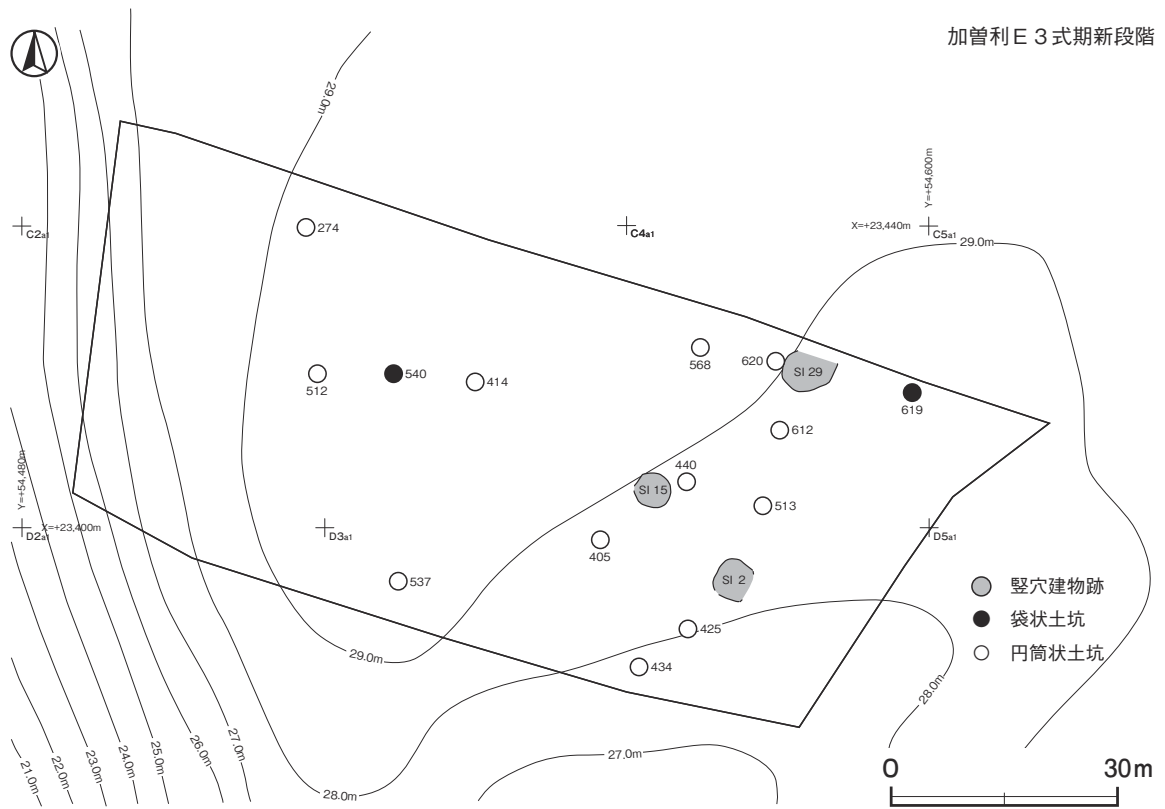 加曽利E3式期新段階
29.0m
Y=+54,600m
C2a1
274
C4a1
X=+23,440m
C5a1
29.0m
568
620
SI 29
512
540
414
619
612
440
SI 15
513
Y=+54,480m
D2a1
X=+23,400m
D3a1
405
D5a1
537
SI 2
竪穴建物跡
袋状土坑
円筒状土坑
425
29.0m
434
28.0m
21.0m
22.0m
23.0m
24.0m
25.0m
26.0m
27.0m
27.0m
28.0m
0
30m